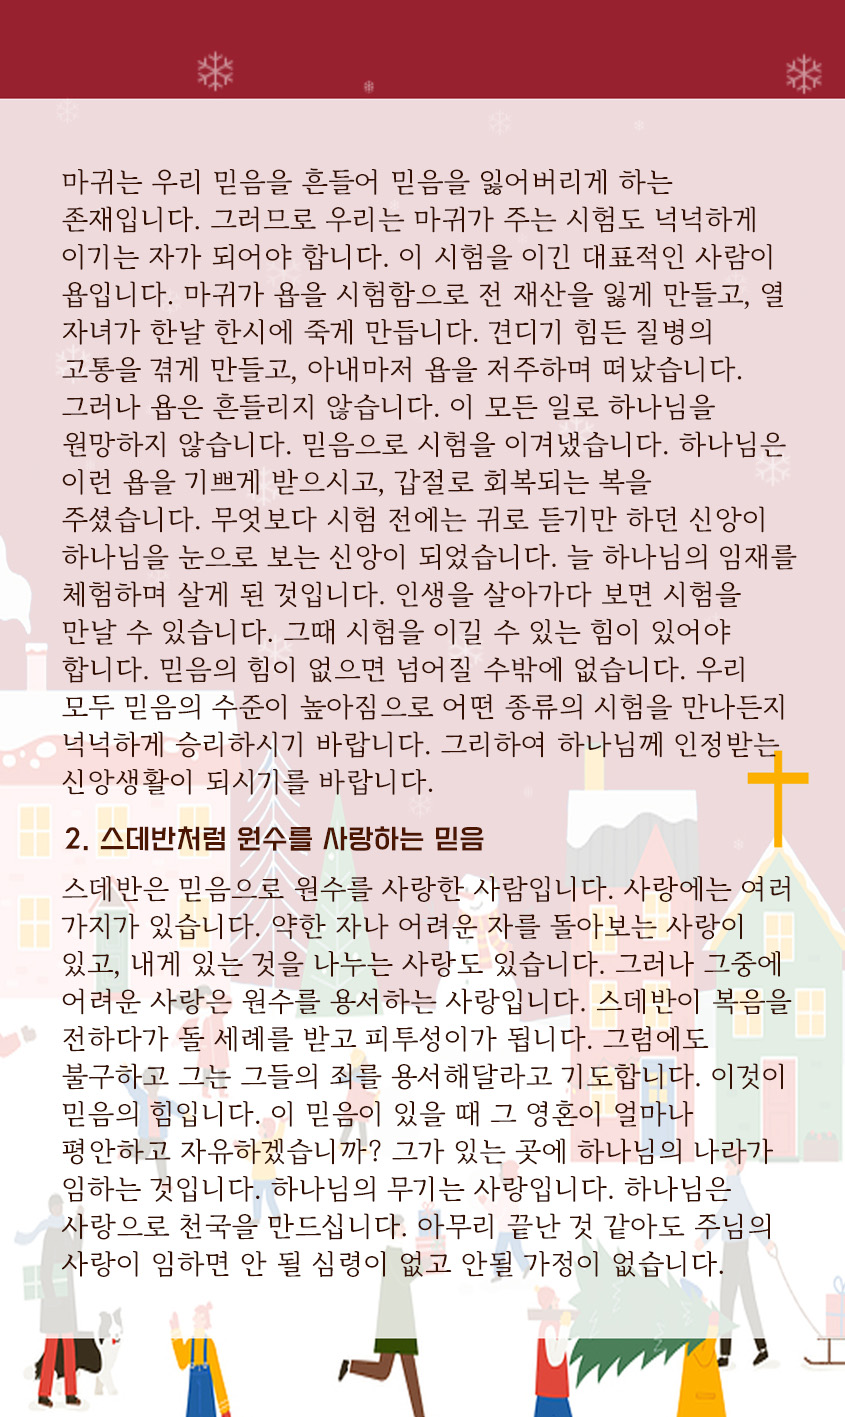 마귀는 우리 믿음을 흔들어 믿음을 잃어버리게 하는
존재입니다. 그러므로 우리는 마귀가 주는 시험도 넉넉하게
이기는 자가 되어야 합니다. 이 시험을 이긴 대표적인 사람이
욥입니다. 마귀가 욥을 시험함으로 전 재산을 잃게 만들고, 열
자녀가 한날 한시에 죽게 만듭니다. 견디기 힘든 질병의
고통을 겪게 만들고, 아내마저 욥을 저주하며 떠났습니다.
그러나 욥은 흔들리지 않습니다. 이 모든 일로 하나님을
원망하지 않습니다. 믿음으로 시험을 이겨냈습니다. 하나님은
이런 욥을 기쁘게 받으시고, 갑절로 회복되는 복을
주셨습니다. 무엇보다 시험 전에는 귀로 듣기만 하던 신앙이
하나님을 눈으로 보는 신앙이 되었습니다. 늘 하나님의 임재를
체험하며 살게 된 것입니다. 인생을 살아가다 보면 시험을
만날 수 있습니다. 그때 시험을 이길 수 있는 힘이 있어야
합니다. 믿음의 힘이 없으면 넘어질 수밖에 없습니다. 우리
모두 믿음의 수준이 높아짐으로 어떤 종류의 시험을 만나든지
넉넉하게 승리하시기 바랍니다. 그리하여 하나님께 인정받는
신앙생활이 되시기를 바랍니다.
2. 스데반처럼 원수를 사랑하는 믿음
스데반은 믿음으로 원수를 사랑한 사람입니다. 사랑에는 여러
가지가 있습니다. 약한 자나 어려운 자를 돌아보는 사랑이
있고, 내게 있는 것을 나누는 사랑도 있습니다. 그러나 그중에
어려운 사랑은 원수를 용서하는 사랑입니다. 스데반이 복음을
전하다가 돌 세례를 받고 피투성이가 됩니다. 그럼에도
불구하고 그는 그들의 죄를 용서해달라고 기도합니다. 이것이
믿음의 힘입니다. 이 믿음이 있을 때 그 영혼이 얼마나
평안하고 자유하겠습니까? 그가 있는 곳에 하나님의 나라가
임하는 것입니다. 하나님의 무기는 사랑입니다. 하나님은
사랑으로 천국을 만드십니다. 아무리 끝난 것 같아도 주님의
사랑이 임하면 안 될 심령이 없고 안될 가정이 없습니다.